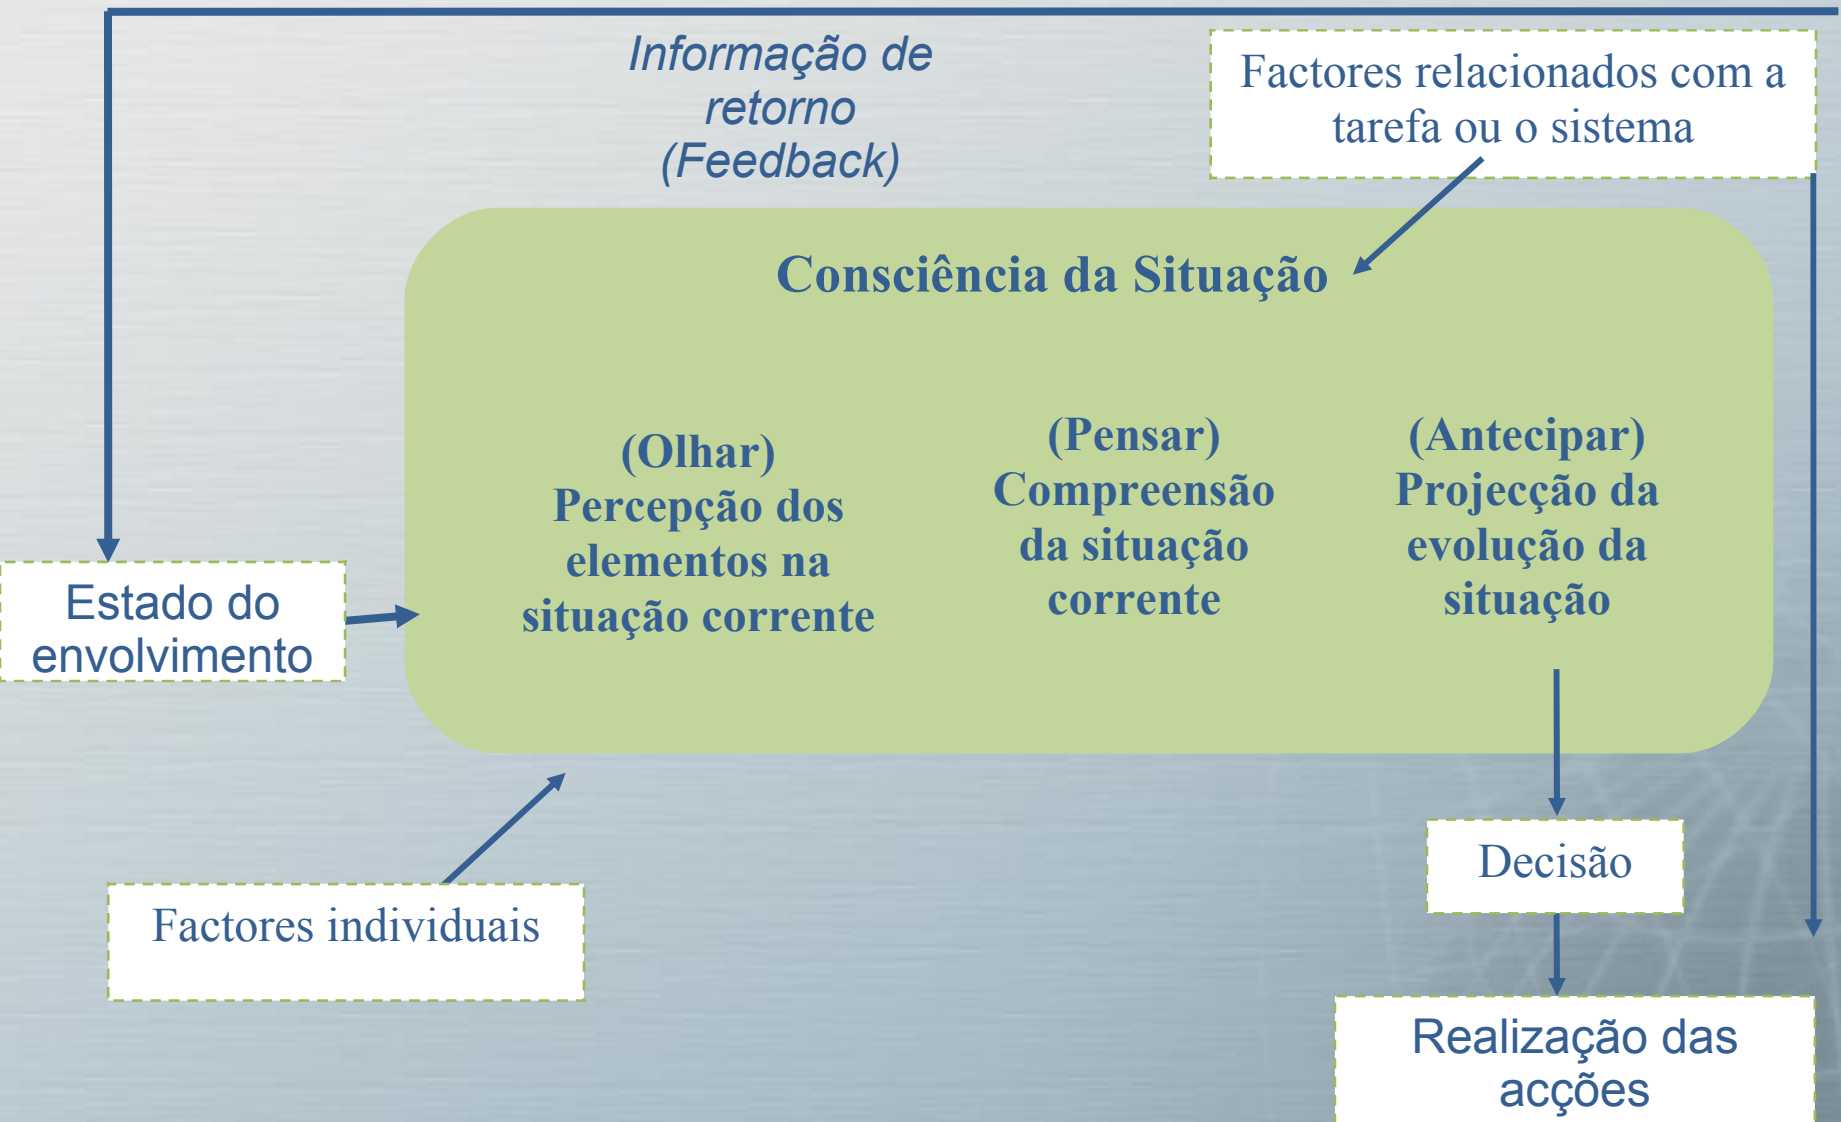 Informação de
retorno
(Feedback)
Factores relacionados com a
tarefa ou o sistema
Consciência da Situação
(Olhar)
Percepção dos
elementos na
situação corrente
(Pensar)
Compreensão
da situação
corrente
(Antecipar)
Projecção da
evolução da
situação
Estado do
envolvimento
Factores individuais
Decisão
Realização das
acções